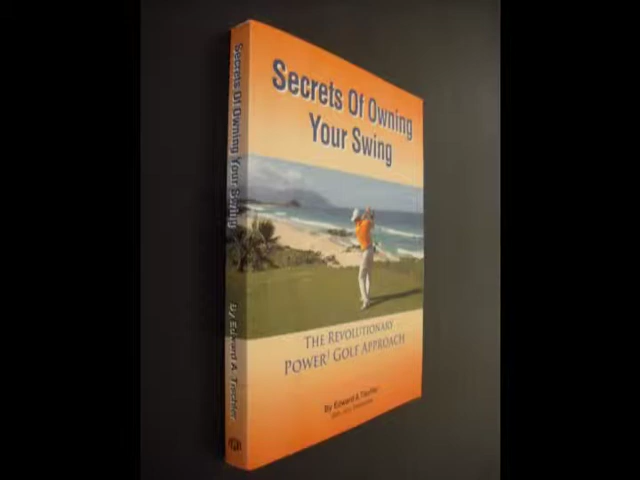 Secrets Of Owning
Your Swing
THE REVOLUTIONARY
POWER³ GOLF APPROACH
By Edward A. Tischler
Secrets Of Owning Your Swing
By Edward A. Tischler